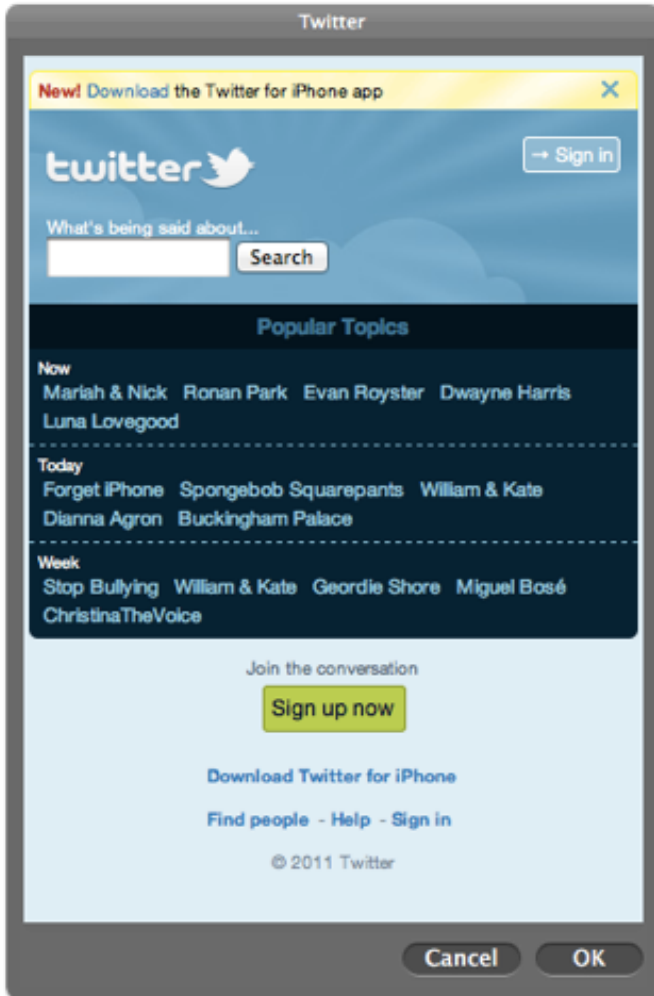 Twitter
New! Download the Twitter for iPhone app
twitter
→ Sign in
What's being said about...
Search
Popular Topics
Now
Mariah & Nick Ronan Park Evan Royster Dwayne Harris
Luna Lovegood
Today
Forget iPhone Spongebob Squarepants William & Kate
Dianna Agron Buckingham Palace
Week
Stop Bullying William & Kate Geordie Shore Miguel Bosé
ChristinaTheVoice
Join the conversation
Sign up now
Download Twitter for iPhone
Find people - Help - Sign in
© 2011 Twitter
Cancel OK